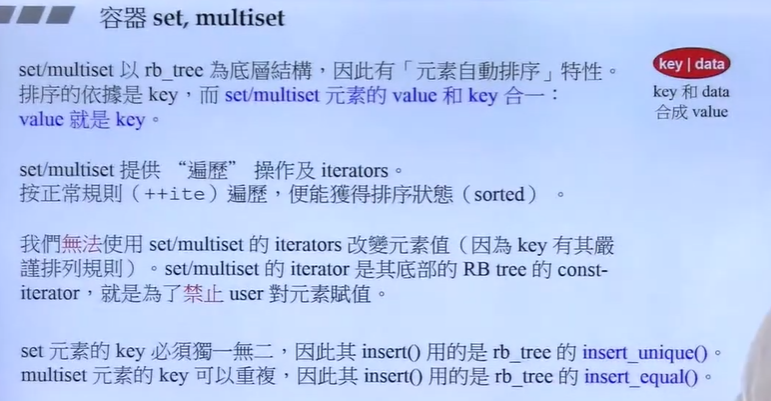 容器 set, multiset
set/multiset 以 rb_tree 為底層結構，因此有「元素自動排序」特性。
排序的依據是 key，而 set/multiset 元素的 value 和 key 合一：
value 就是 key。
key | data
key 和 data
合成 value
set/multiset 提供 “遍歷” 操作及 iterators。
按正常規則（++ite）遍歷，便能獲得排序狀態（sorted）。
我們無法使用 set/multiset 的 iterators 改變元素值（因為 key 有其嚴
謹排列規則）。set/multiset 的 iterator 是其底部的 RB tree 的 const-
iterator，就是為了禁止 user 對元素賦值。
set 元素的 key 必須獨一無二，因此其 insert() 用的是 rb_tree 的 insert_unique()。
multiset 元素的 key 可以重複，因此其 insert() 用的是 rb_tree 的 insert_equal()。